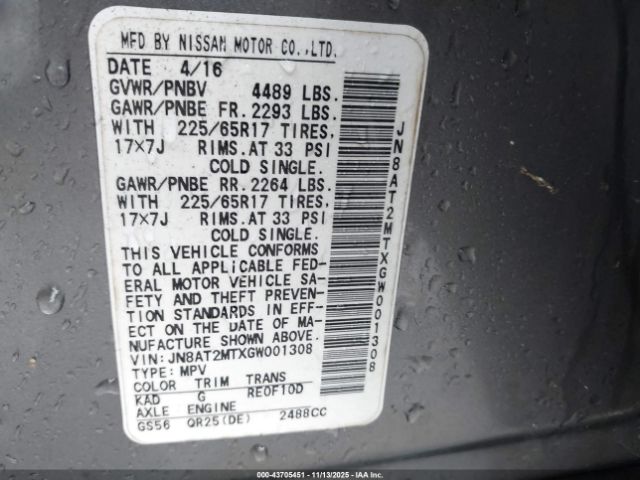 MFD BY NISSAN MOTOR CO.,LTD.
DATE 4/16
GVWR/PNBV 4489 LBS.
GAWR/PNBE FR. 2293 LBS.
WITH 225/65R17 TIRES,
17×7J RIMS.AT 33 PSI
COLD SINGLE.
GAWR/PNBE RR. 2264 LBS.
WITH 225/65R17 TIRES,
17×7J RIMS.AT 33 PSI
COLD SINGLE.
THIS VEHICLE CONFORMS
TO ALL APPLICABLE FED-
ERAL MOTOR VEHICLE SA-
FETY AND THEFT PREVEN-
TION STANDARDS IN EFF-
ECT ON THE DATE OF MA-
NUFACTURE SHOWN ABOVE.
VIN: JN8AT2MTXGW001308
TYPE: MPV
COLOR TRIM TRANS
KAD G RE0F10D
AXLE ENGINE
GS56 QR25(DE) 2488CC
JN8AT2MTXGW001308
000-43705451 - 11/13/2025 - ©IAA, Inc.